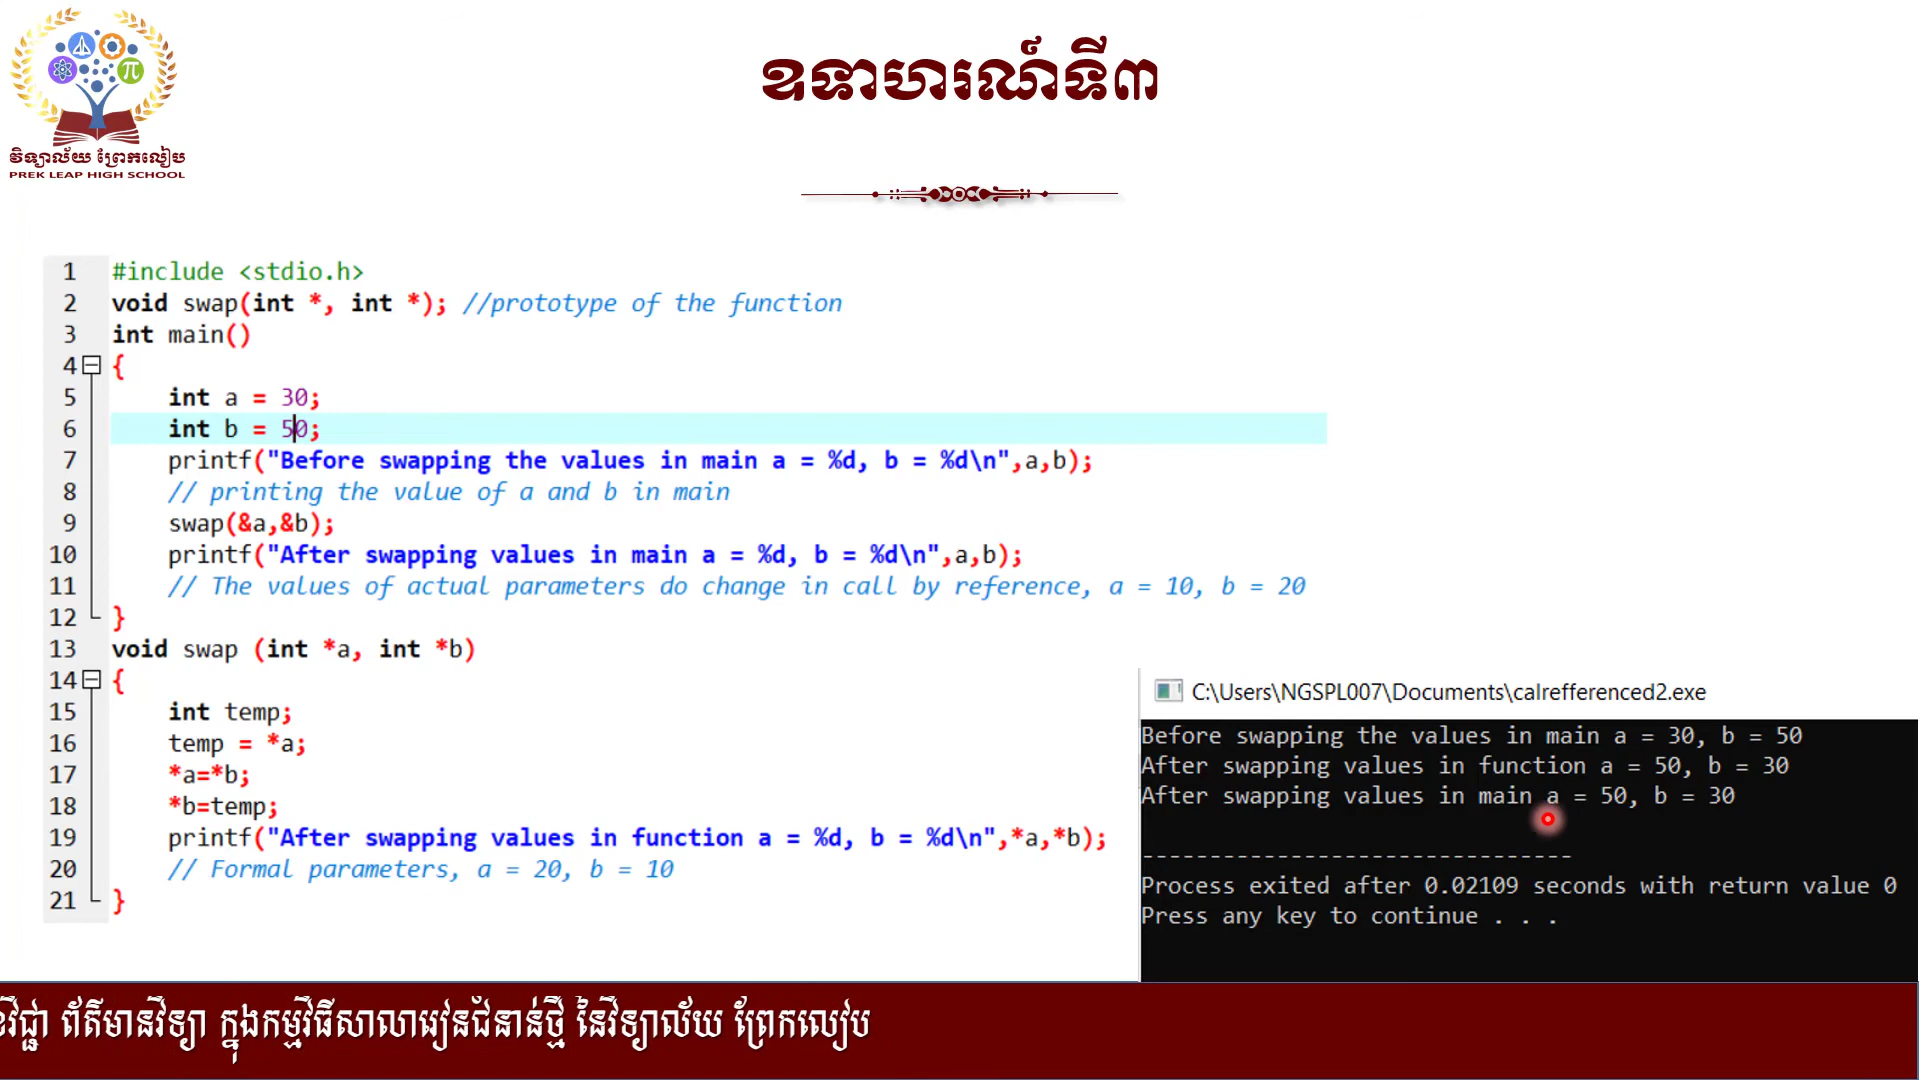 វិទ្យាល័យ ព្រែកលៀប
PREK LEAP HIGH SCHOOL
ឧទាហរណ៍ទី៣
1 #include <stdio.h>
2 void swap(int *, int *); //prototype of the function
3 int main()
4 {
5 int a = 30;
6 int b = 50;
7 printf("Before swapping the values in main a = %d, b = %d\n",a,b);
8 // printing the value of a and b in main
9 swap(&a,&b);
10 printf("After swapping values in main a = %d, b = %d\n",a,b);
11 // The values of actual parameters do change in call by reference, a = 10, b = 20
12 }
13 void swap (int *a, int *b)
14 {
15 int temp;
16 temp = *a;
17 *a=*b;
18 *b=temp;
19 printf("After swapping values in function a = %d, b = %d\n",*a,*b);
20 // Formal parameters, a = 20, b = 10
21 }
C:\Users\NGSPL007\Documents\calrefferenced2.exe
Before swapping the values in main a = 30, b = 50
After swapping values in function a = 50, b = 30
After swapping values in main a = 50, b = 30
--------------------------------
Process exited after 0.02109 seconds with return value 0
Press any key to continue . . .
ព័ត៌មានវិទ្យា ក្នុងកម្មវិធីសាលារៀនជំនាន់ថ្មី នៃវិទ្យាល័យ ព្រែកលៀប